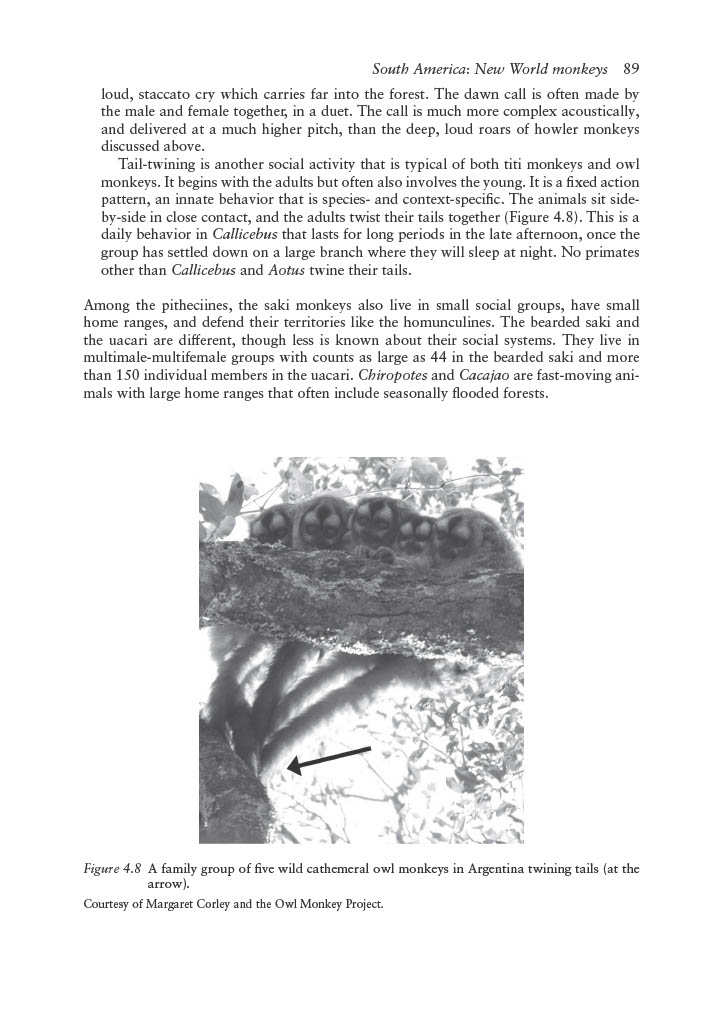 South America: New World monkeys 89
loud, staccato cry which carries far into the forest. The dawn call is often made by
the male and female together, in a duet. The call is much more complex acoustically,
and delivered at a much higher pitch, than the deep, loud roars of howler monkeys
discussed above.
Tail-twining is another social activity that is typical of both titi monkeys and owl
monkeys. It begins with the adults but often also involves the young. It is a fixed action
pattern, an innate behavior that is species- and context-specific. The animals sit side-
by-side in close contact, and the adults twist their tails together (Figure 4.8). This is a
daily behavior in Callicebus that lasts for long periods in the late afternoon, once the
group has settled down on a large branch where they will sleep at night. No primates
other than Callicebus and Aotus twine their tails.
Among the pitheciines, the saki monkeys also live in small social groups, have small
home ranges, and defend their territories like the homunculines. The bearded saki and
the uacari are different, though less is known about their social systems. They live in
multimale-multifemale groups with counts as large as 44 in the bearded saki and more
than 150 individual members in the uacari. Chiropotes and Cacajao are fast-moving ani-
mals with large home ranges that often include seasonally flooded forests.
Figure 4.8 A family group of five wild cathemeral owl monkeys in Argentina twining tails (at the
arrow).
Courtesy of Margaret Corley and the Owl Monkey Project.